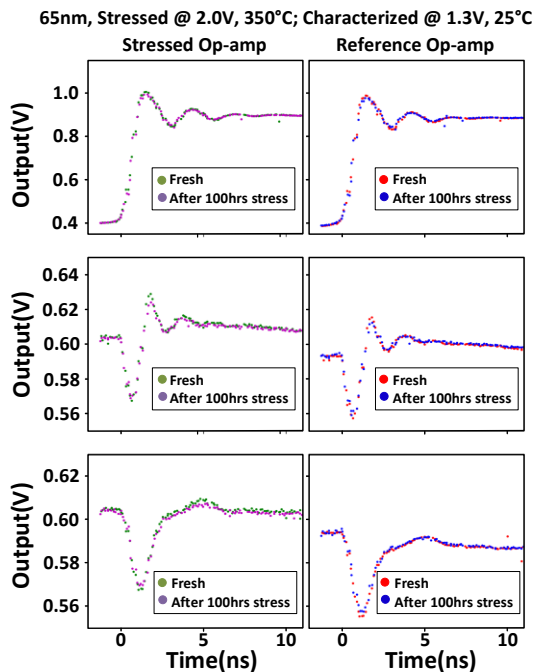 65nm, Stressed @ 2.0V, 350°C; Characterized @ 1.3V, 25°C
Stressed Op-amp
Reference Op-amp
Output(V)
1.0
0.8
0.6
0.4
Fresh
After 100hrs stress
Fresh
After 100hrs stress
Output(V)
0.64
0.62
0.60
0.58
0.56
Fresh
After 100hrs stress
Fresh
After 100hrs stress
Output(V)
0.62
0.60
0.58
0.56
Fresh
After 100hrs stress
Fresh
After 100hrs stress
0 5 10
0 5 10
Time(ns)
Time(ns)